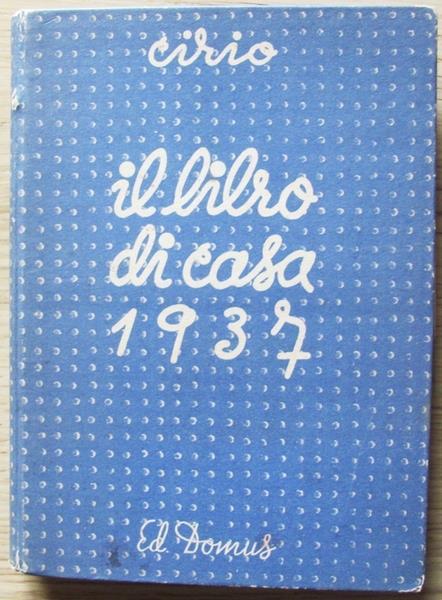 cirio
il libro
di casa
1937
Ed. Domus